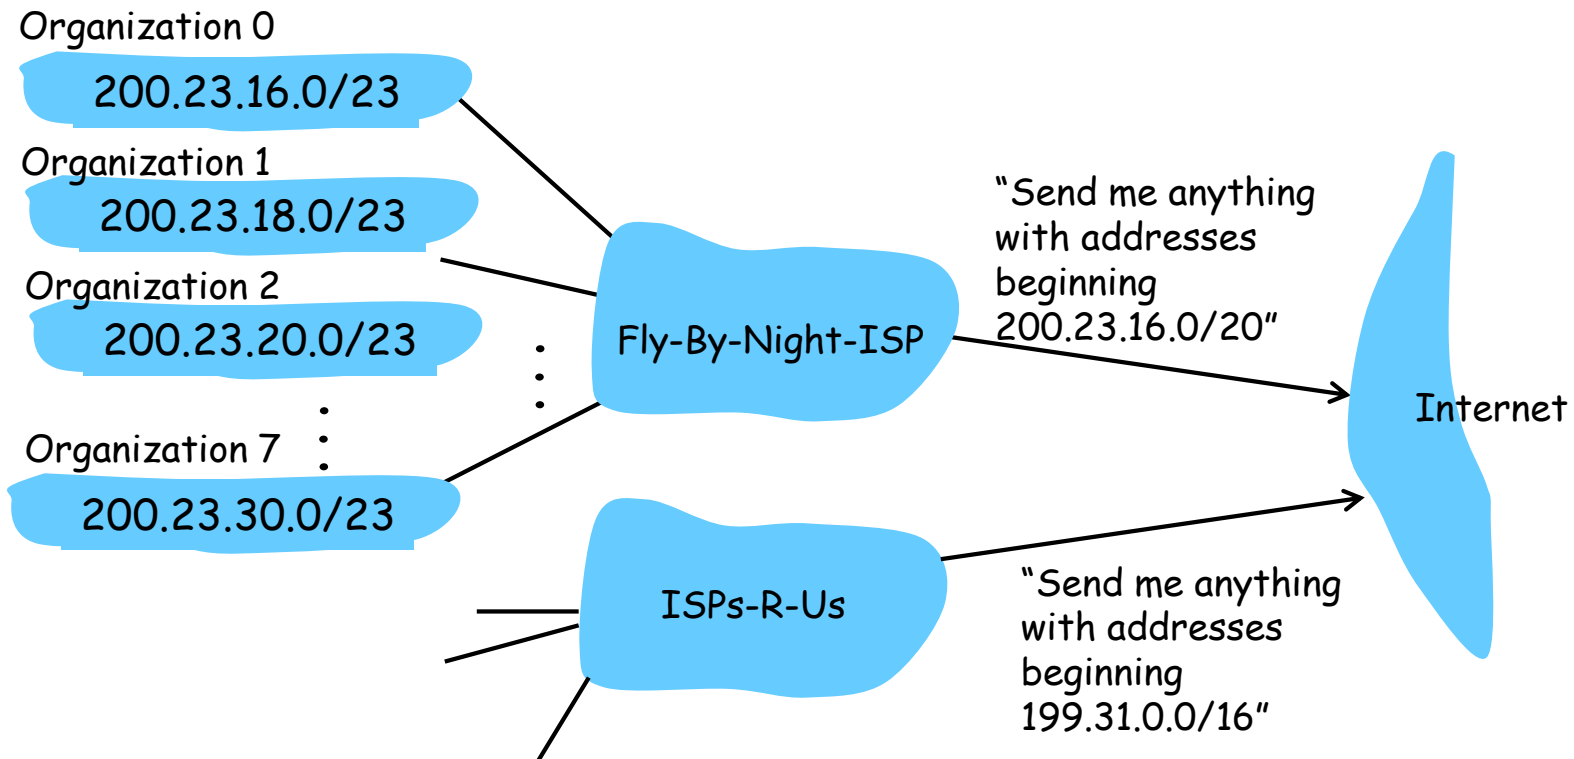 Organization 0
200.23.16.0/23
Organization 1
200.23.18.0/23
Organization 2
200.23.20.0/23
Organization 7
200.23.30.0/23
Fly-By-Night-ISP
“Send me anything
with addresses
beginning
200.23.16.0/20”
Internet
ISPs-R-Us
“Send me anything
with addresses
beginning
199.31.0.0/16”